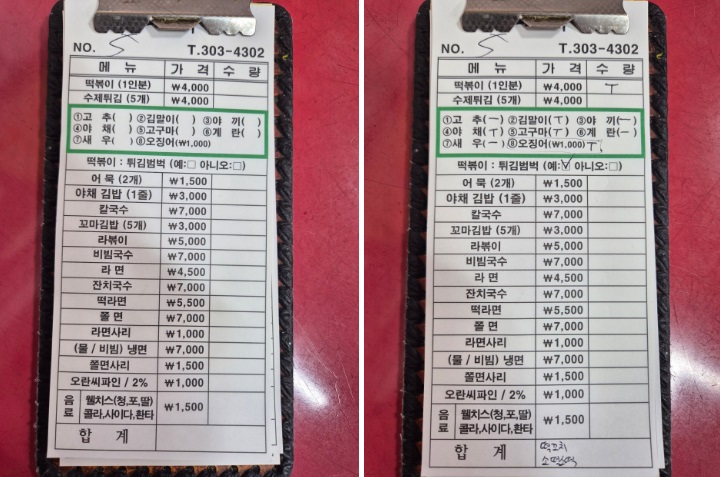 NO. 5 T.303-4302
메 뉴 가 격 수 량
떡볶이 (1인분) ₩4,000
수제튀김 (5개) ₩4,000
①고 추( ) ②김말이( ) ③야 끼( )
④야 채( ) ⑤고구마( ) ⑥계 란( )
⑦새 우( ) ⑧오징어(₩1,000)
떡볶이 : 튀김범벅 (예:□ 아니오:□)
어 묵 (2개) ₩1,500
야채 김밥 (1줄) ₩3,000
칼국수 ₩7,000
꼬마김밥 (5개) ₩3,000
라볶이 ₩5,000
비빔국수 ₩7,000
라 면 ₩4,500
잔치국수 ₩7,000
떡라면 ₩5,500
쫄 면 ₩7,000
라면사리 ₩1,000
(물 / 비빔) 냉면 ₩7,000
쫄면사리 ₩1,500
오란씨파인 / 2% ₩1,000
음료 웰치스(청,포,딸) ₩1,500
콜라,사이다,환타
합 계
NO. 5 T.303-4302
메 뉴 가 격 수 량
떡볶이 (1인분) ₩4,000 ㅜ
수제튀김 (5개) ₩4,000
①고 추(ㅡ) ②김말이(ㅜ) ③야 끼(ㅡ)
④야 채(ㅜ) ⑤고구마(ㅜ) ⑥계 란(ㅡ)
⑦새 우(ㅡ) ⑧오징어(₩1,000) ㅜ
떡볶이 : 튀김범벅 (예:☑ 아니오:□)
어 묵 (2개) ₩1,500
야채 김밥 (1줄) ₩3,000
칼국수 ₩7,000
꼬마김밥 (5개) ₩3,000
라볶이 ₩5,000
비빔국수 ₩7,000
라 면 ₩4,500
잔치국수 ₩7,000
떡라면 ₩5,500
쫄 면 ₩7,000
라면사리 ₩1,000
(물 / 비빔) 냉면 ₩7,000
쫄면사리 ₩1,500
오란씨파인 / 2% ₩1,000
음료 웰치스(청,포,딸) ₩1,500
콜라,사이다,환타
합 계 떡꼬치
소떡소떡